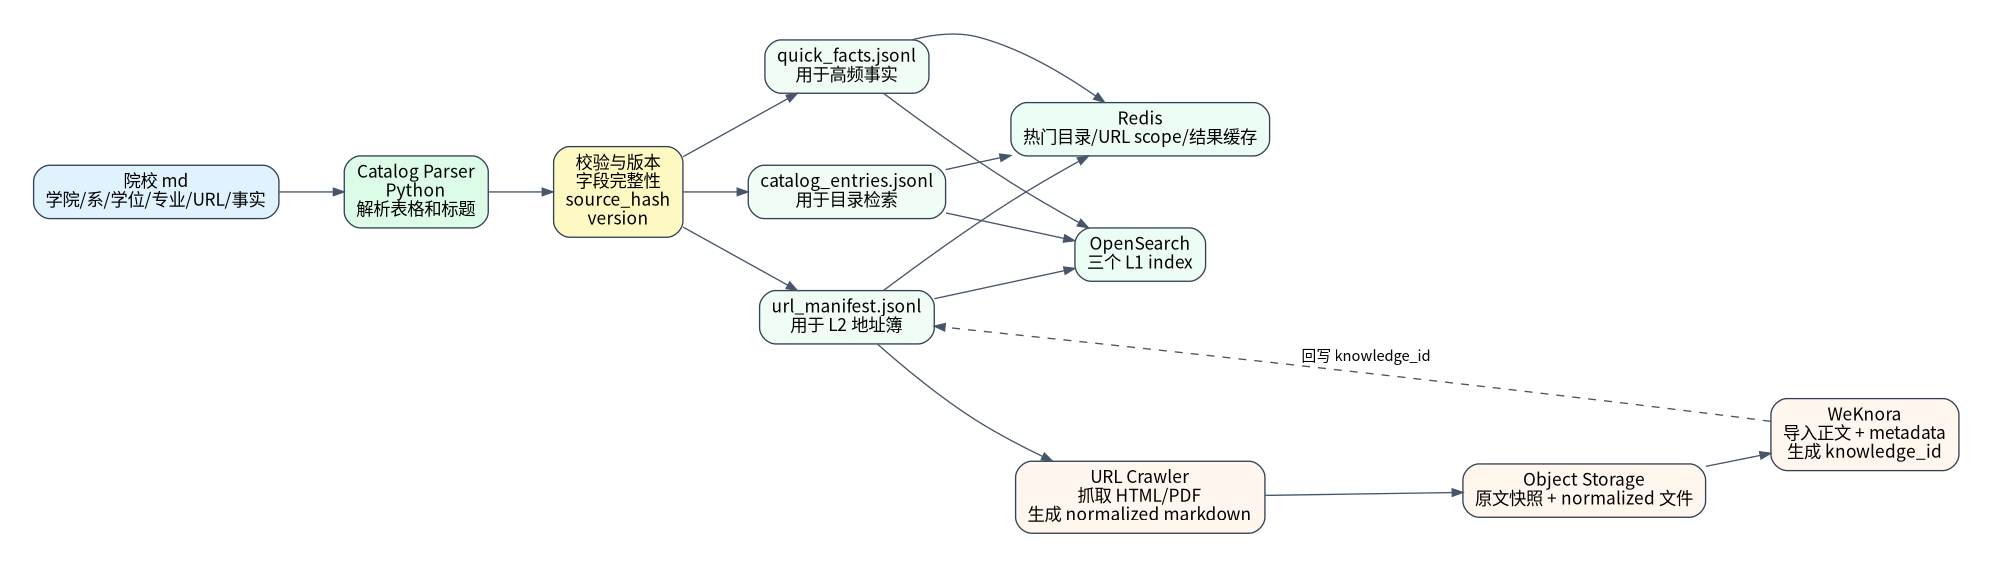 院校 md
学院/系/学位/专业/URL/事实
Catalog Parser
Python
解析表格和标题
校验与版本
字段完整性
source_hash
version
quick_facts.jsonl
用于高频事实
catalog_entries.jsonl
用于目录检索
url_manifest.jsonl
用于 L2 地址簿
Redis
热门目录/URL scope/结果缓存
OpenSearch
三个 L1 index
回写 knowledge_id
URL Crawler
抓取 HTML/PDF
生成 normalized markdown
Object Storage
原文快照 + normalized 文件
WeKnora
导入正文 + metadata
生成 knowledge_id